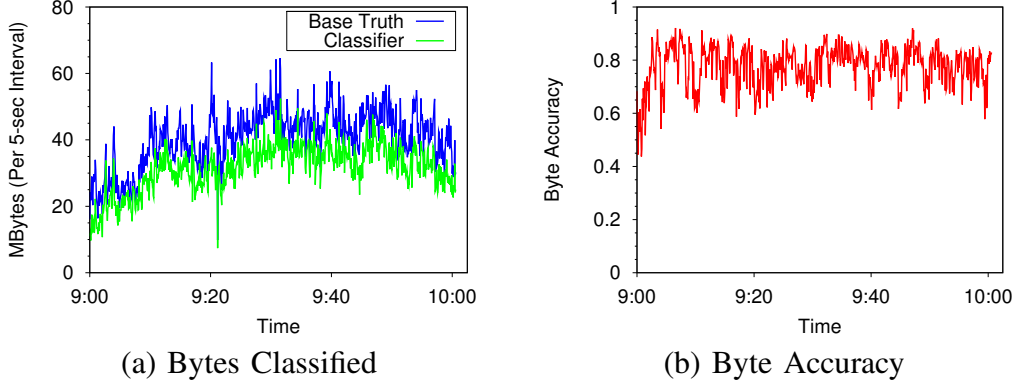 MBytes (Per 5-sec Interval)
80
60
40
20
0
Base Truth
Classifier
9:00
9:20
9:40
10:00
Time
(a) Bytes Classified
Byte Accuracy
1
0.8
0.6
0.4
0.2
0
9:00
9:20
9:40
10:00
Time
(b) Byte Accuracy